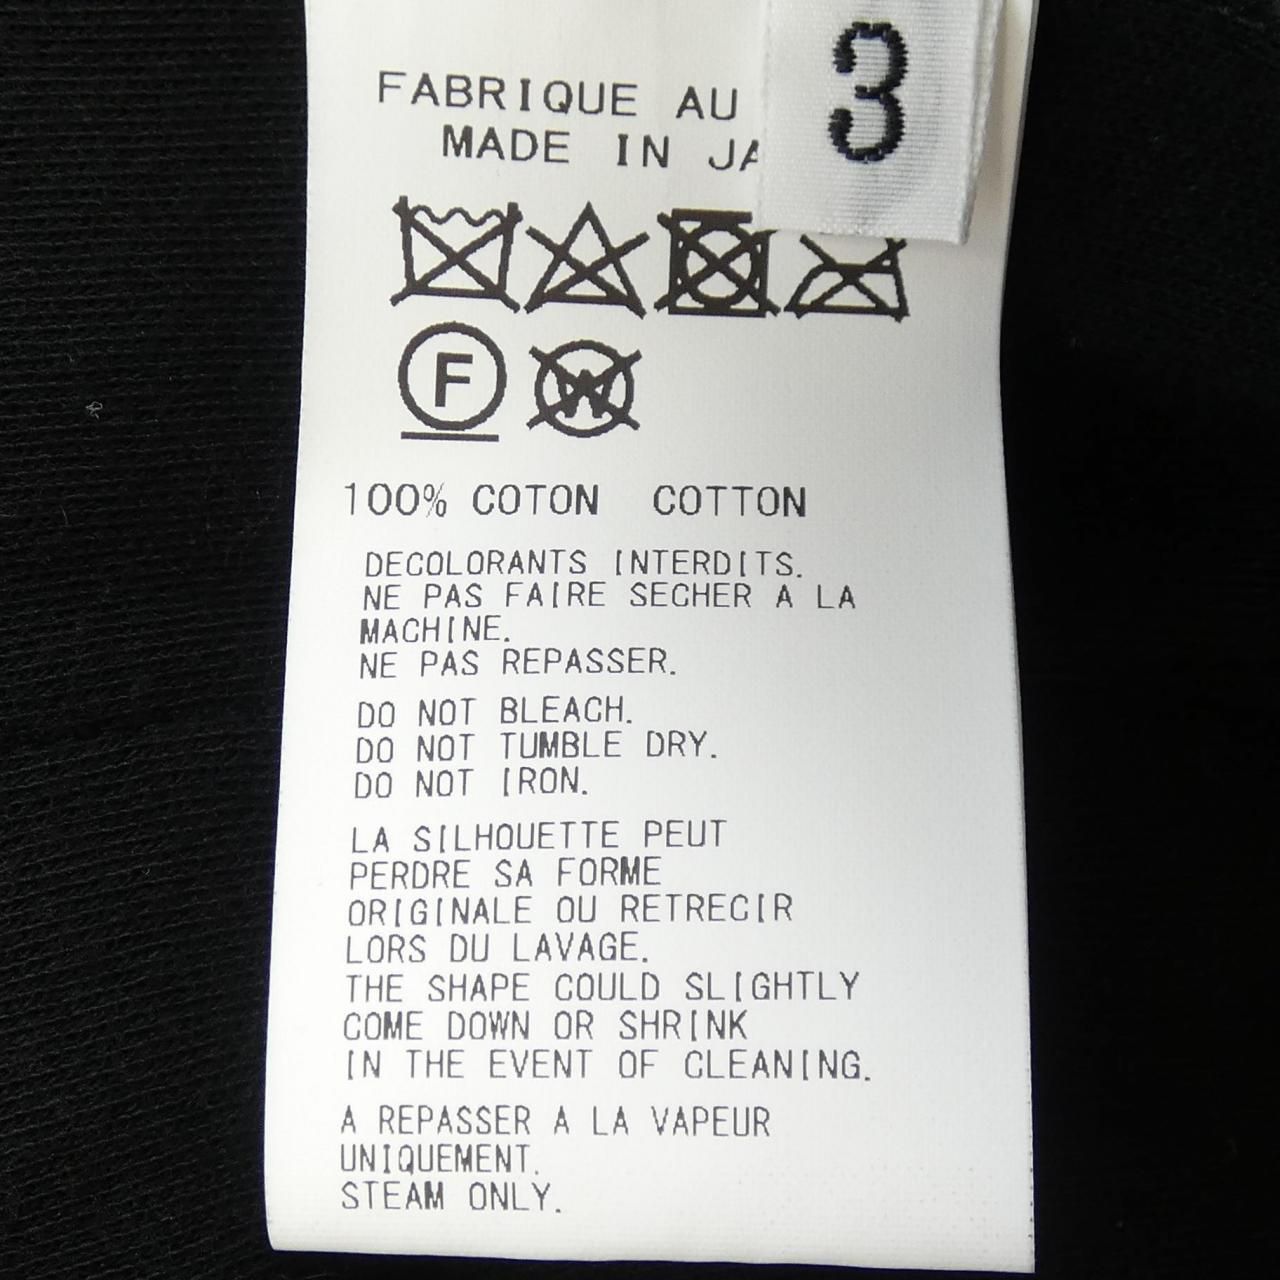 3
FABRIQUE AU
MADE IN
F
W
100% COTON COTTON
DECOLORANTS INTERDITS.
NE PAS FAIRE SECHER A LA
MACHINE.
NE PAS REPASSER.
DO NOT BLEACH.
DO NOT TUMBLE DRY.
DO NOT IRON.
LA SILHOUETTE PEUT
PERDRE SA FORME
ORIGINALE OU RETRECIR
LORS DU LAVAGE.
THE SHAPE COULD SLIGHTLY
COME DOWN OR SHRINK
IN THE EVENT OF CLEANING.
A REPASSER A LA VAPEUR
UNIQUEMENT.
STEAM ONLY.